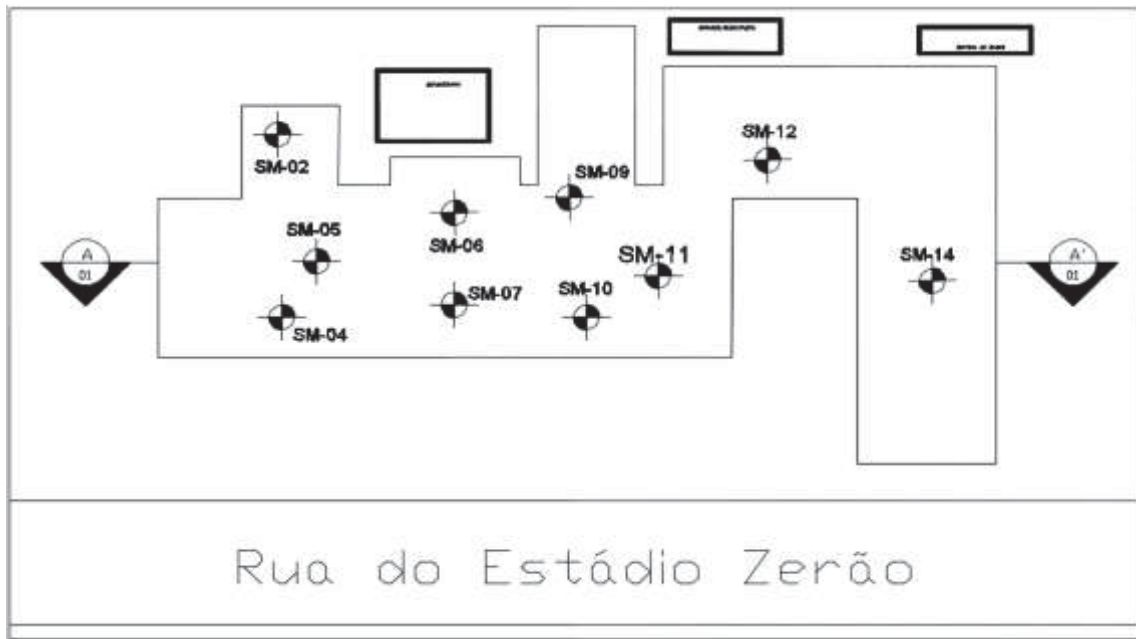 SM-02
SM-12
SM-09
SM-05
SM-06
SM-11
SM-14
A
01
A'
01
SM-07
SM-10
SM-04
Rua do Estádio Zerão